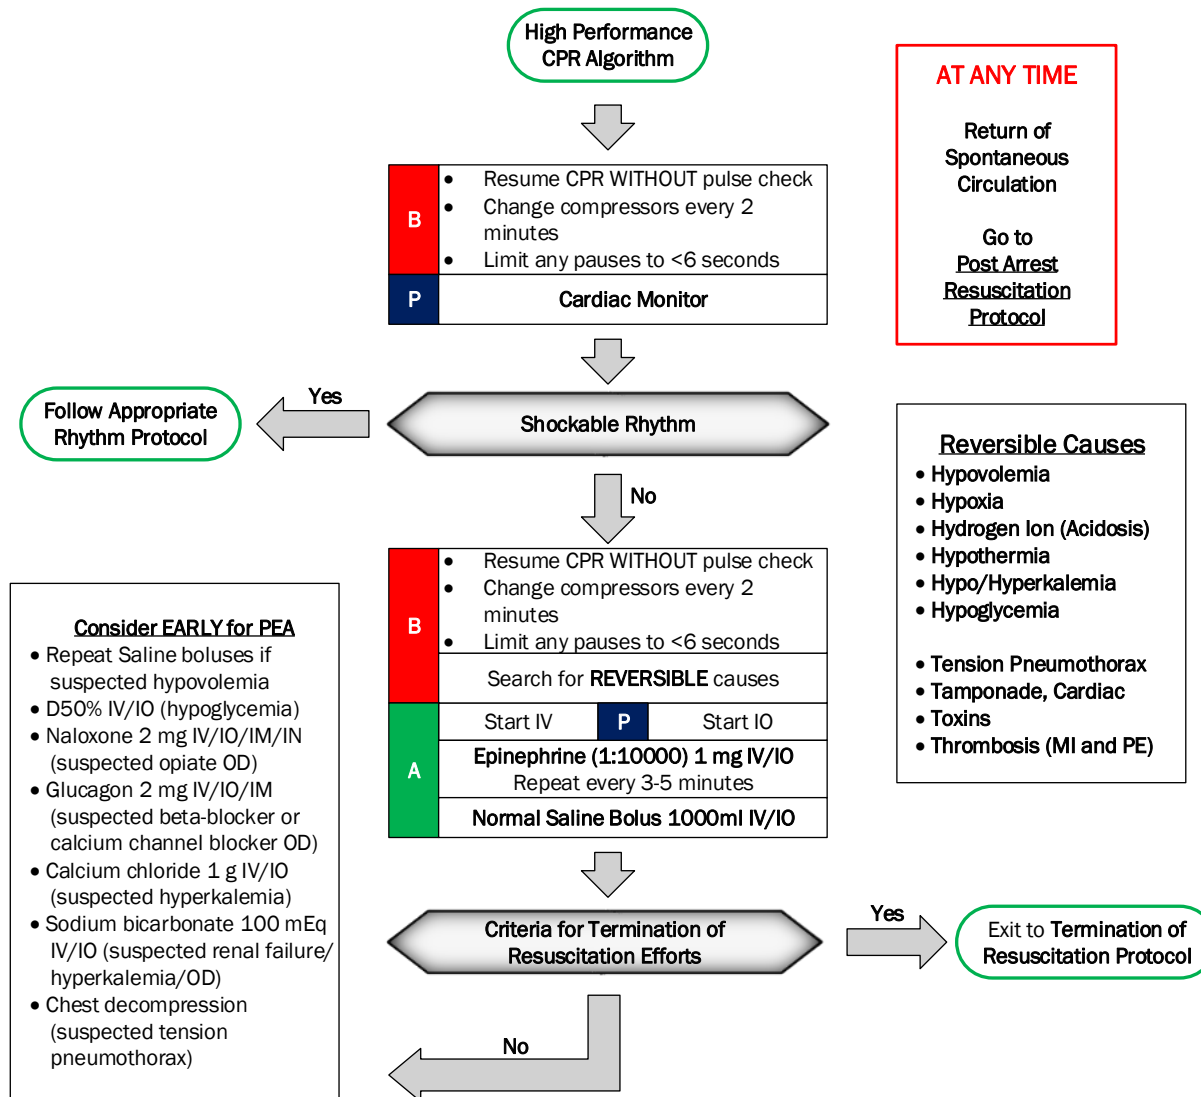 High Performance
CPR Algorithm
AT ANY TIME
Return of
Spontaneous
Circulation
Go to
Post Arrest
Resuscitation
Protocol
B
• Resume CPR WITHOUT pulse check
• Change compressors every 2
minutes
• Limit any pauses to <6 seconds
P
Cardiac Monitor
Shockable Rhythm
Yes
Follow Appropriate
Rhythm Protocol
No
Reversible Causes
• Hypovolemia
• Hypoxia
• Hydrogen Ion (Acidosis)
• Hypothermia
• Hypo/Hyperkalemia
• Hypoglycemia
• Tension Pneumothorax
• Tamponade, Cardiac
• Toxins
• Thrombosis (MI and PE)
B
• Resume CPR WITHOUT pulse check
• Change compressors every 2
minutes
• Limit any pauses to <6 seconds
Search for REVERSIBLE causes
A
Start IV
P
Start IO
Epinephrine (1:10000) 1 mg IV/IO
Repeat every 3-5 minutes
Normal Saline Bolus 1000ml IV/IO
Consider EARLY for PEA
• Repeat Saline boluses if
suspected hypovolemia
• D50% IV/IO (hypoglycemia)
• Naloxone 2 mg IV/IO/IM/IN
(suspected opiate OD)
• Glucagon 2 mg IV/IO/IM
(suspected beta-blocker or
calcium channel blocker OD)
• Calcium chloride 1 g IV/IO
(suspected hyperkalemia)
• Sodium bicarbonate 100 mEq
IV/IO (suspected renal failure/
hyperkalemia/OD)
• Chest decompression
(suspected tension
pneumothorax)
Criteria for Termination of
Resuscitation Efforts
Yes
Exit to Termination of
Resuscitation Protocol
No